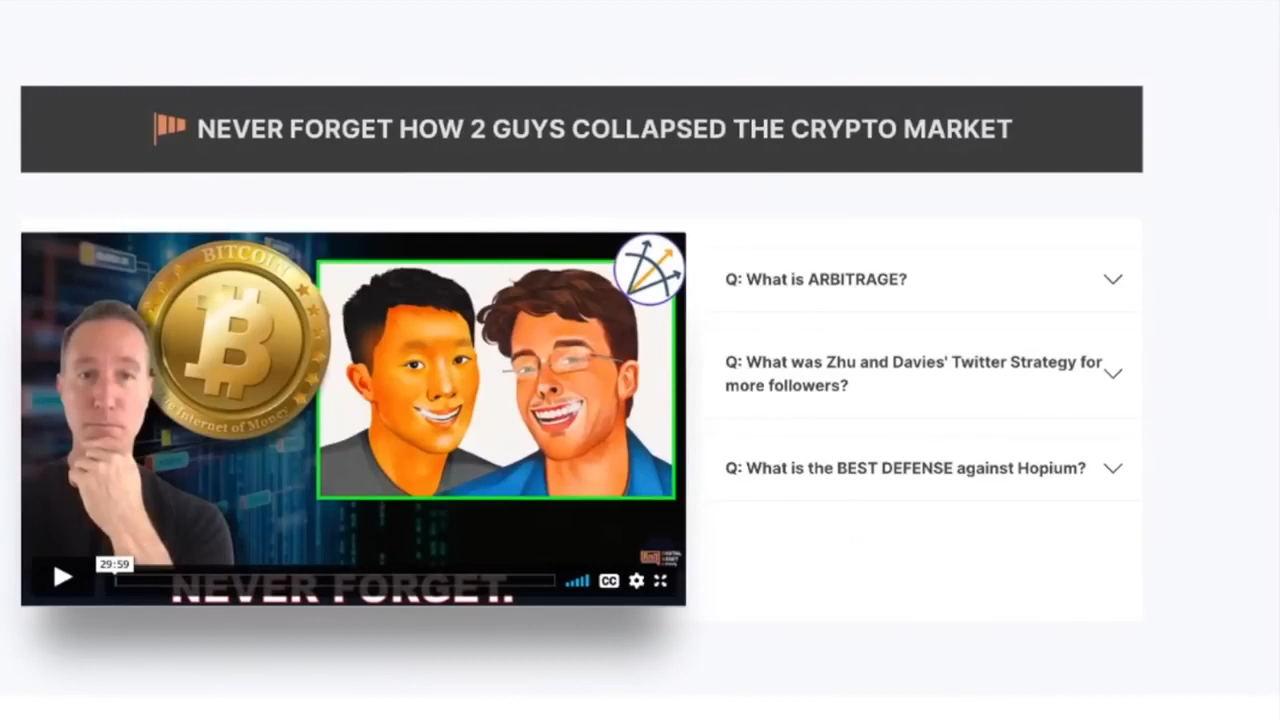 NEVER FORGET HOW 2 GUYS COLLAPSED THE CRYPTO MARKET
BITCOIN
B
Internet of Money
Q: What is ARBITRAGE?
Q: What was Zhu and Davies' Twitter Strategy for
more followers?
Q: What is the BEST DEFENSE against Hopium?
29:59
CC
NEVER FORGET.